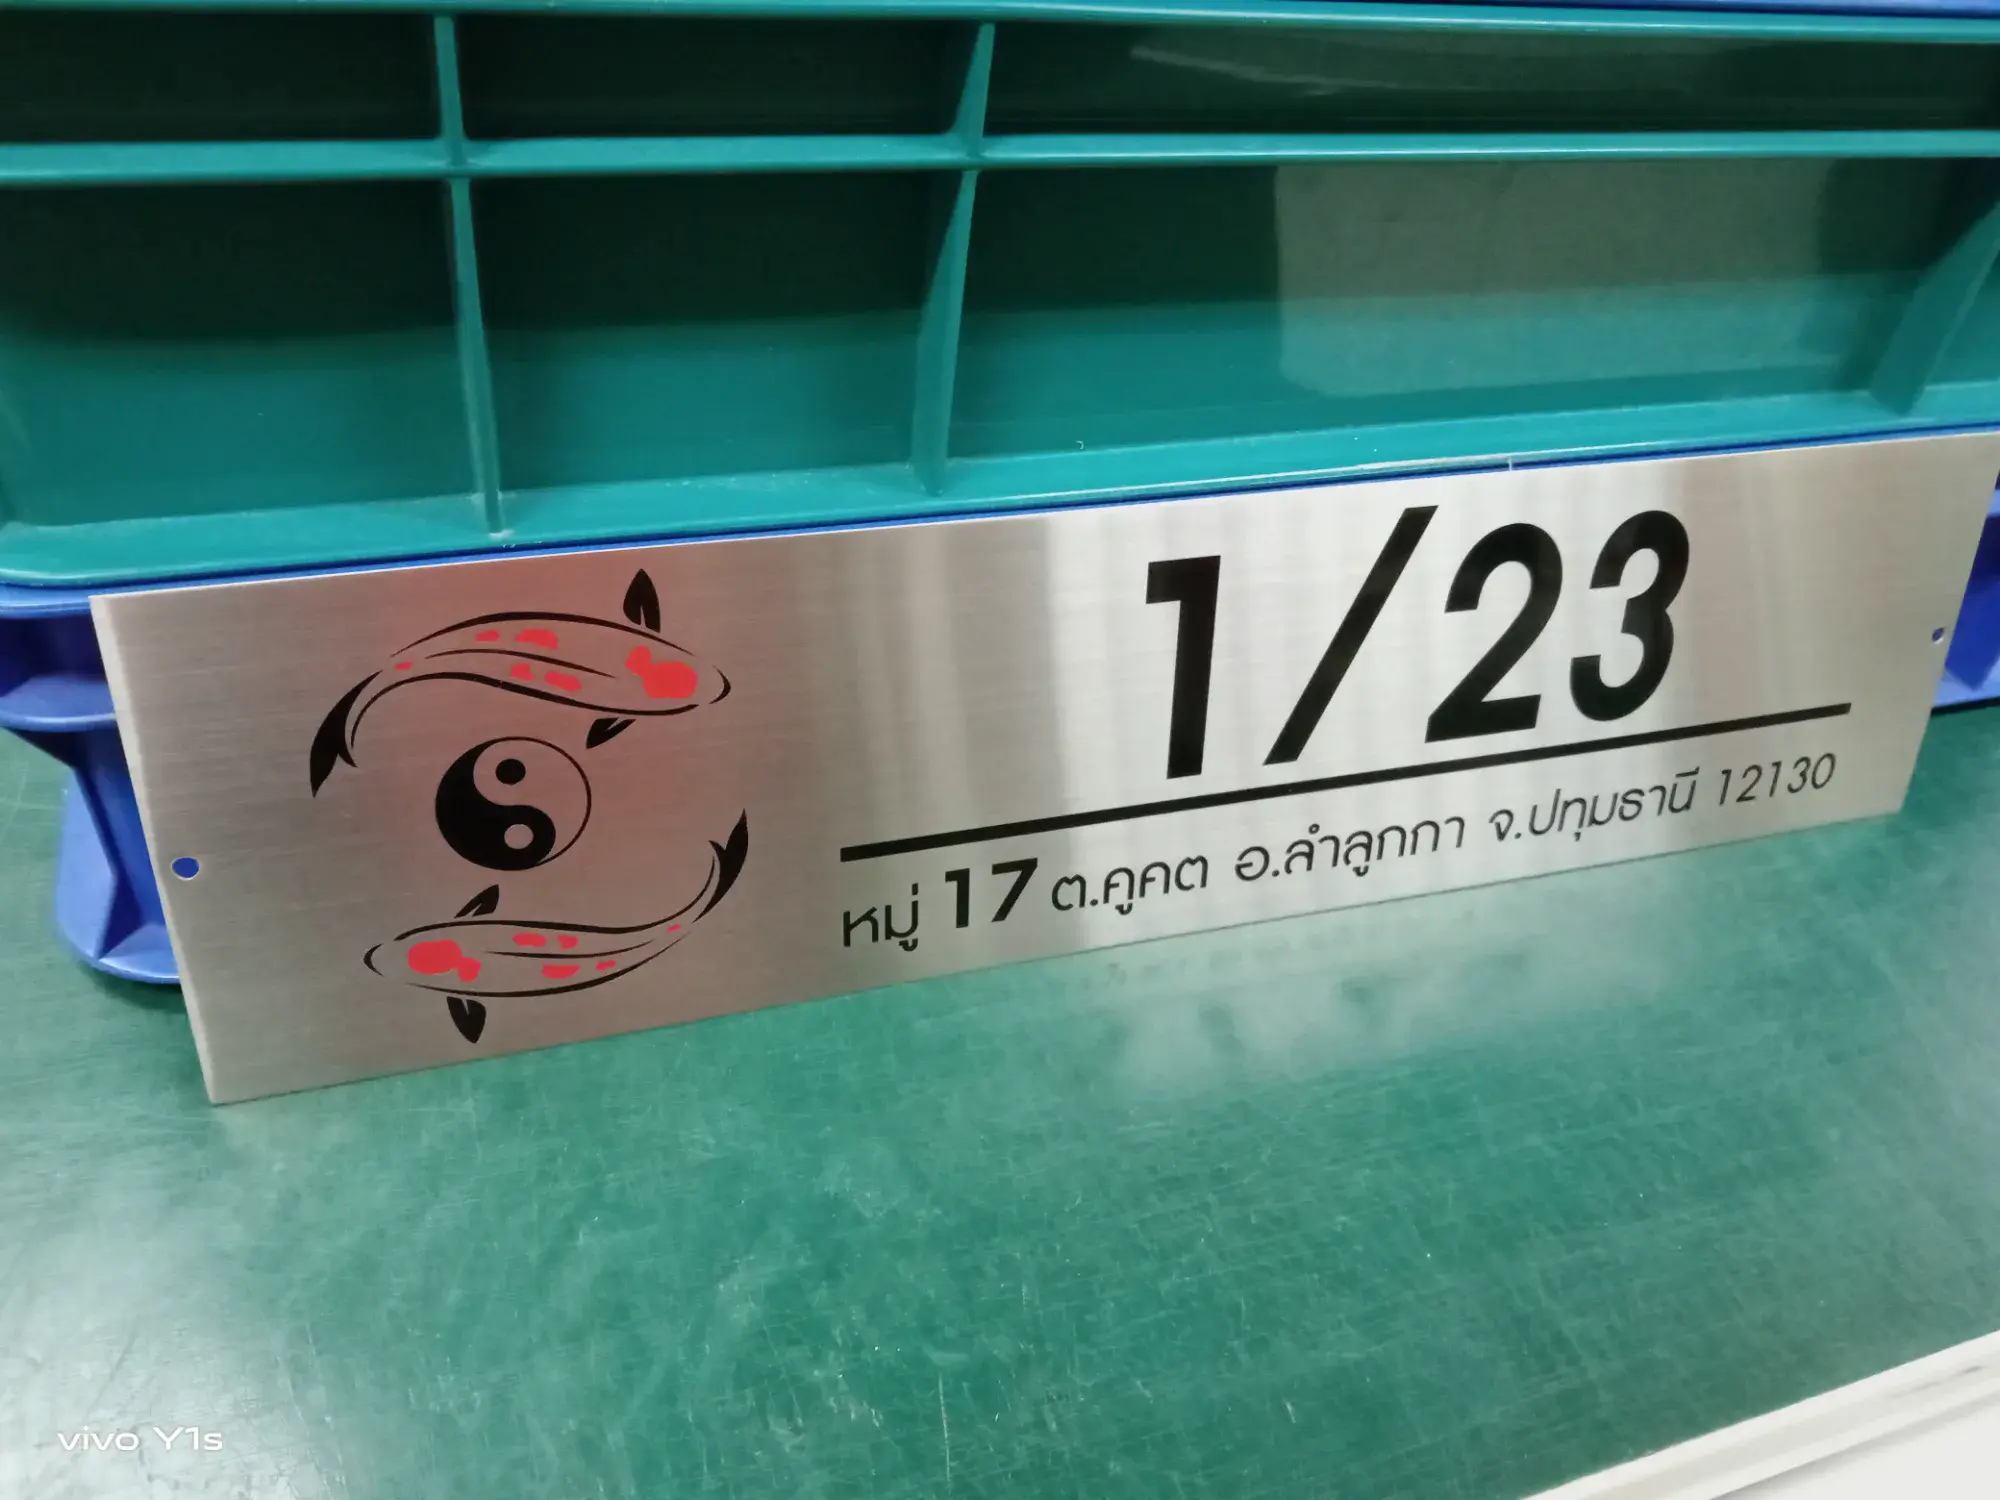 1/23
หมู่ 17 ต.คูคต อ.ลำลูกกา จ.ปทุมธานี 12130
vivo Y1s